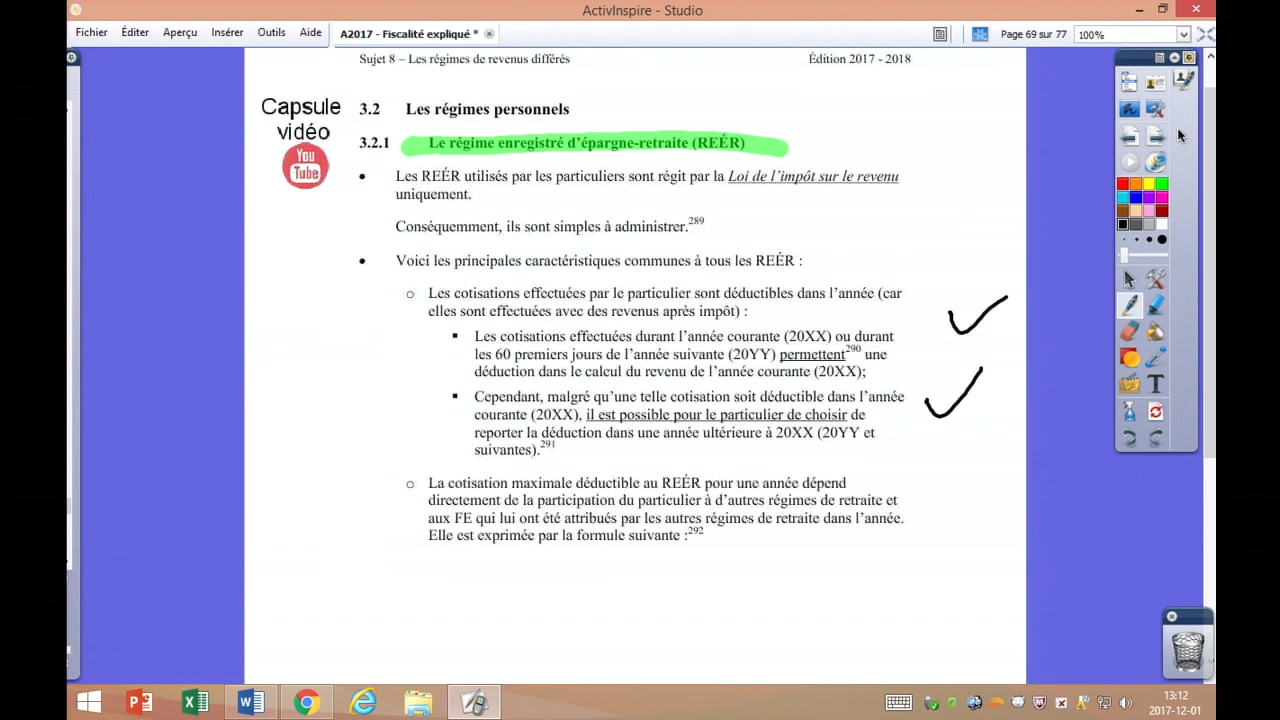 ActivInspire - Studio
Fichier Éditer Aperçu Insérer Outils Aide A2017 - Fiscalité expliqué * Page 69 sur 77 100%
Sujet 8 – Les régimes de revenus différés Édition 2017 - 2018
Capsule
vidéo
You
Tube
3.2 Les régimes personnels
3.2.1 Le régime enregistré d'épargne-retraite (REÉR)
• Les REÉR utilisés par les particuliers sont régit par la Loi de l'impôt sur le revenu
uniquement.
Conséquemment, ils sont simples à administrer.289
• Voici les principales caractéristiques communes à tous les REÉR :
o Les cotisations effectuées par le particulier sont déductibles dans l'année (car
elles sont effectuées avec des revenus après impôt) :
▪ Les cotisations effectuées durant l'année courante (20XX) ou durant
les 60 premiers jours de l'année suivante (20YY) permettent290 une
déduction dans le calcul du revenu de l'année courante (20XX);
▪ Cependant, malgré qu'une telle cotisation soit déductible dans l'année
courante (20XX), il est possible pour le particulier de choisir de
reporter la déduction dans une année ultérieure à 20XX (20YY et
suivantes).291
o La cotisation maximale déductible au REÉR pour une année dépend
directement de la participation du particulier à d'autres régimes de retraite et
aux FE qui lui ont été attribués par les autres régimes de retraite dans l'année.
Elle est exprimée par la formule suivante :292
13:12
2017-12-01